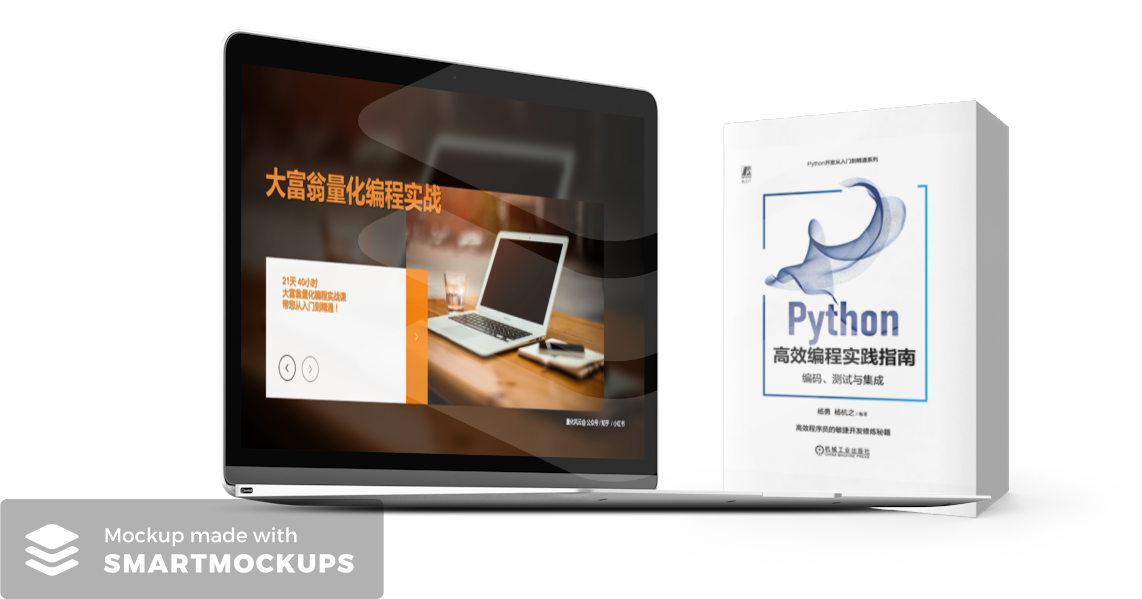 大富翁量化编程实战
21天 40小时
大富翁量化编程实战课
带您从入门到精通！
量化风云@ 公众号 / 知乎 / 小红书
Python开发从入门到精通系列
Python
高效编程实践指南
编码、测试与集成
杨勇 杨机之 / 编著
高效程序员的敏捷开发修炼秘籍
机械工业出版社
CHINA MACHINE PRESS
Mockup made with
SMARTMOCKUPS